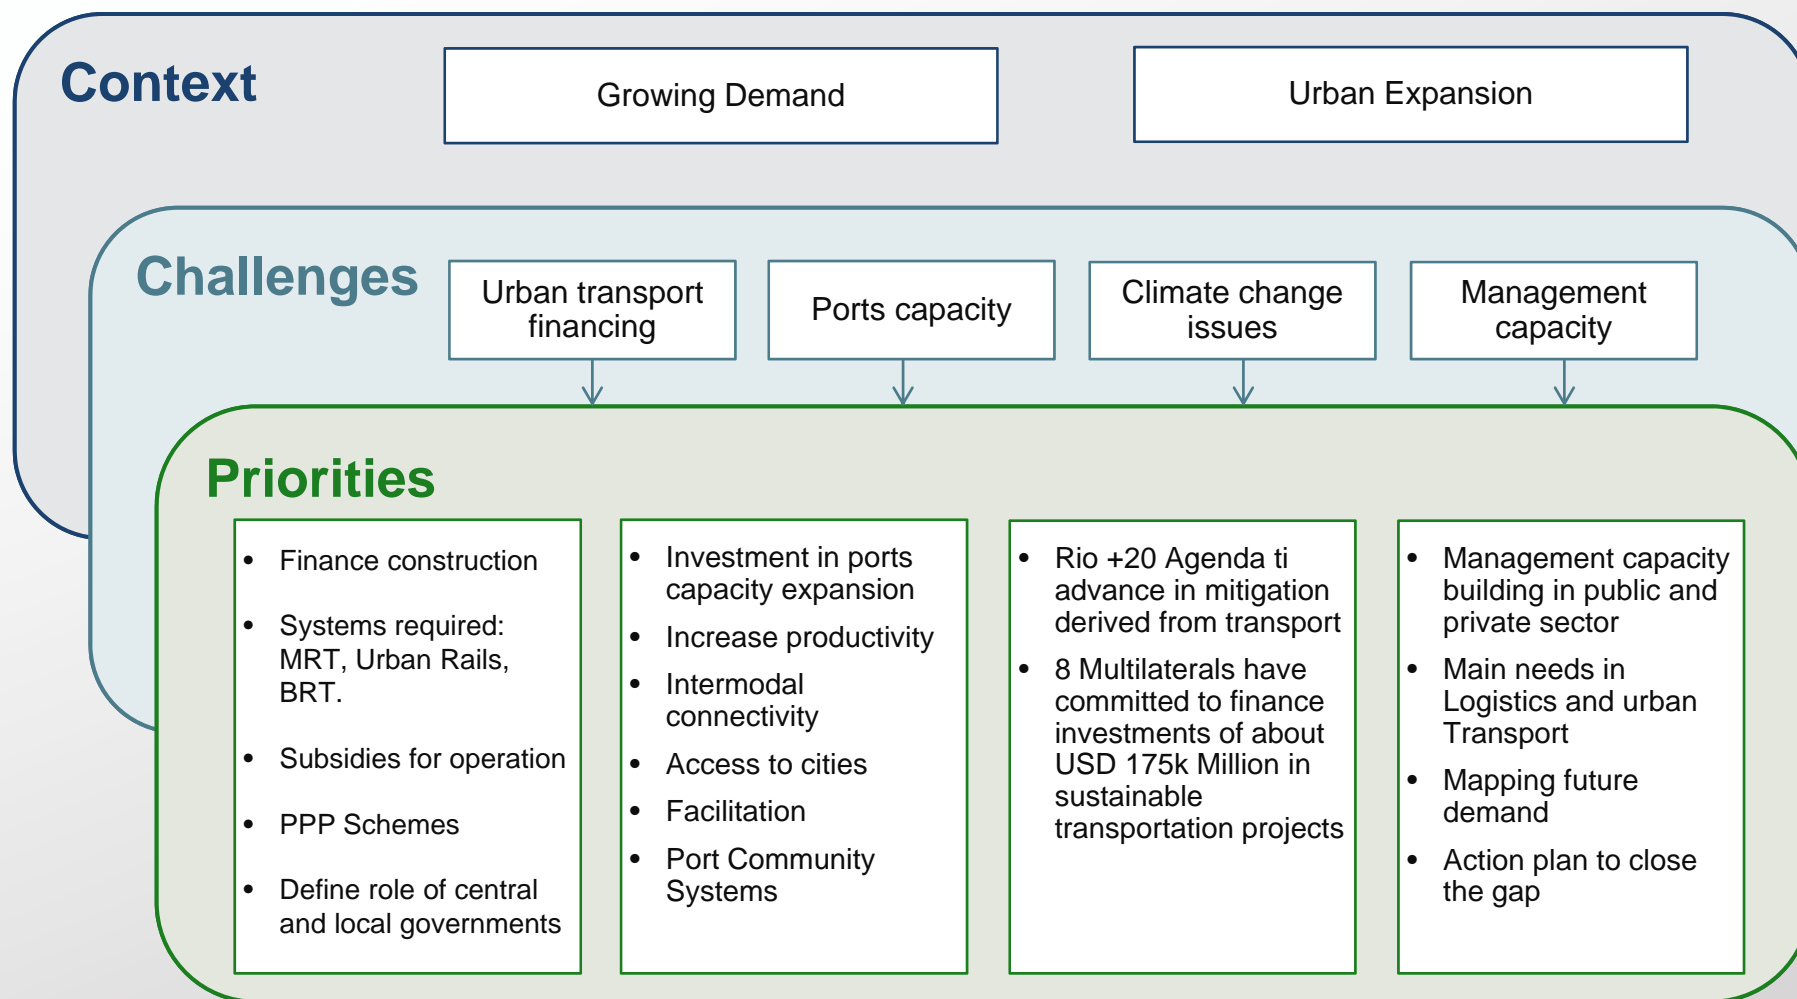 Context
Growing Demand
Urban Expansion
Challenges
Urban transport
financing
Ports capacity
Climate change
issues
Management
capacity
Priorities
• Finance construction
• Systems required:
MRT, Urban Rails,
BRT.
• Subsidies for operation
• PPP Schemes
• Define role of central
and local governments
• Investment in ports
capacity expansion
• Increase productivity
• Intermodal
connectivity
• Access to cities
• Facilitation
• Port Community
Systems
• Rio +20 Agenda ti
advance in mitigation
derived from transport
• 8 Multilaterals have
committed to finance
investments of about
USD 175k Million in
sustainable
transportation projects
• Management capacity
building in public and
private sector
• Main needs in
Logistics and urban
Transport
• Mapping future
demand
• Action plan to close
the gap